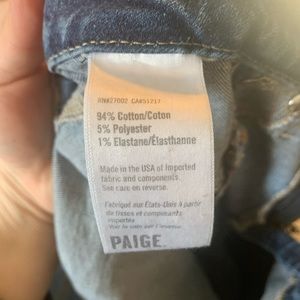 RN#27002 CA#51217
94% Cotton/Coton
5% Polyester
1% Elastane/Élasthanne
Made in the USA of imported
fabric and components.
See care on reverse.
Fabriqué aux États-Unis à partir
de tissus et composants
importés
Voir le soin sur l'envers.
PAIGE